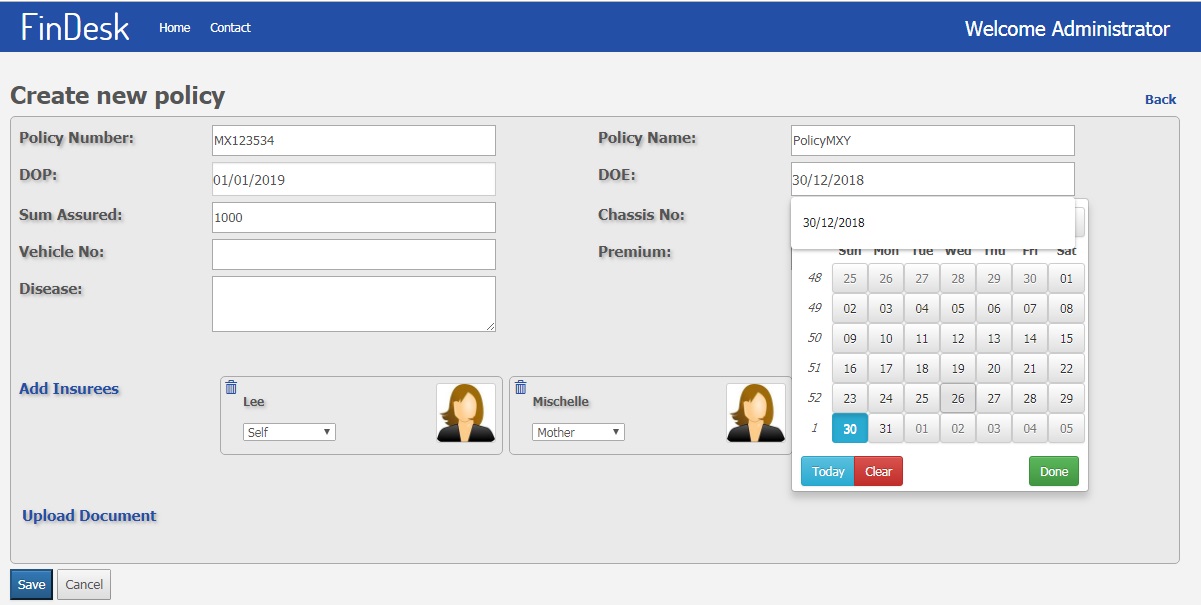 FinDesk Home Contact Welcome Administrator
Create new policy Back
Policy Number: MX123534 Policy Name: PolicyMXY
DOP: 01/01/2019 DOE: 30/12/2018
Sum Assured: 1000 Chassis No: 30/12/2018
Vehicle No: Premium: Sun Mon Tue Wed Thu Fri Sat
48 25 26 27 28 29 30 01
Disease:
49 02 03 04 05 06 07 08
50 09 10 11 12 13 14 15
51 16 17 18 19 20 21 22
Add Insurees
Lee Mischelle 52 23 24 25 26 27 28 29
Self Mother 1 30 31 01 02 03 04 05
Today Clear Done
Upload Document
Save Cancel